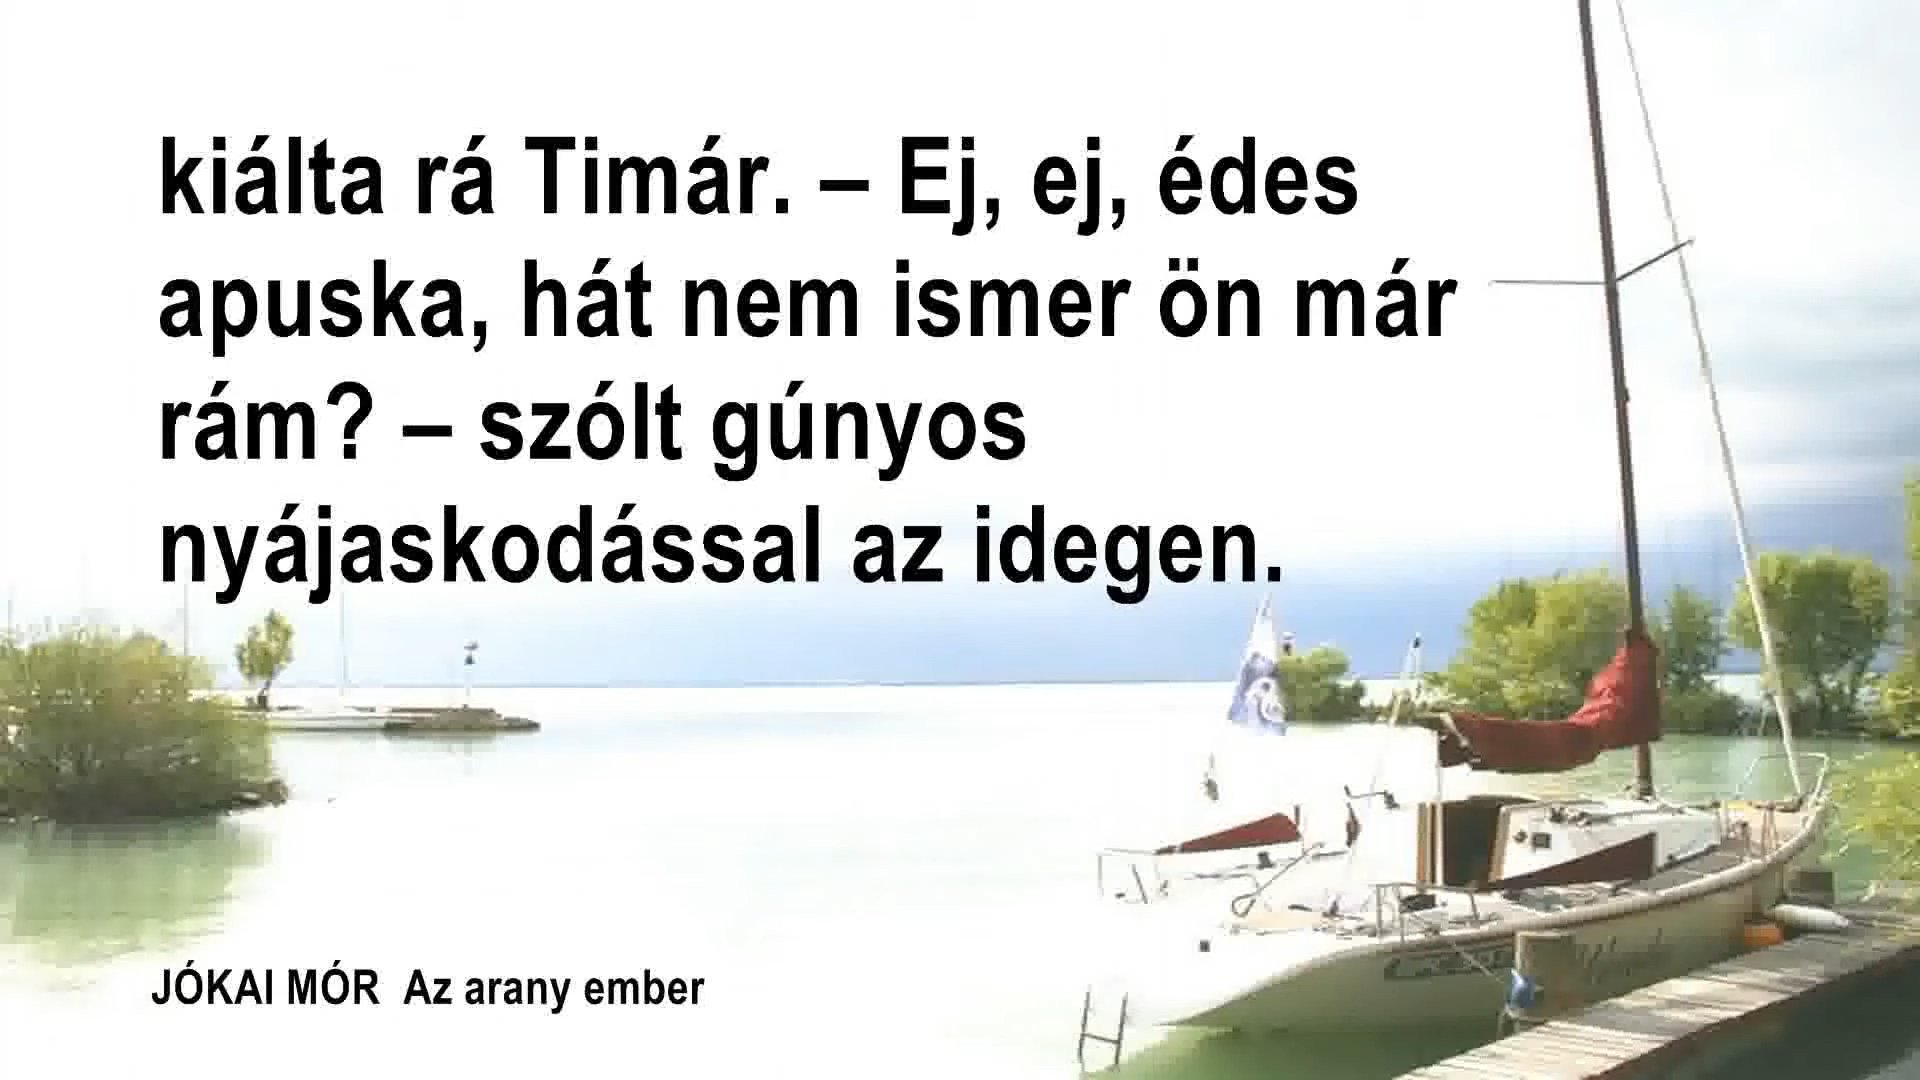 kiálta rá Timár. – Ej, ej, édes
apuska, hát nem ismer ön már
rám? – szólt gúnyos
nyájaskodással az idegen.
JÓKAI MÓR Az arany ember